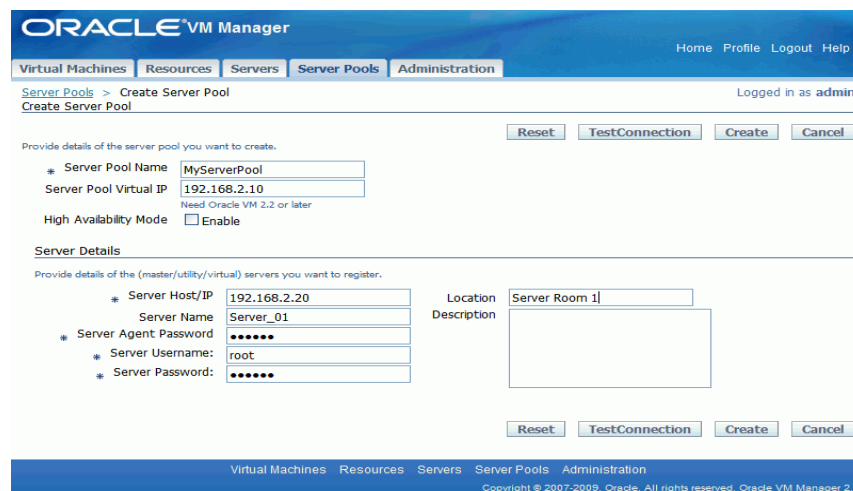 ORACLE VM Manager
Home Profile Logout Help
Virtual Machines Resources Servers Server Pools Administration
Server Pools > Create Server Pool
Logged in as admin
Create Server Pool
Reset TestConnection Create Cancel
Provide details of the server pool you want to create.
* Server Pool Name MyServerPool
Server Pool Virtual IP 192.168.2.10
Need Oracle VM 2.2 or later
High Availability Mode Enable
Server Details
Provide details of the (master/utility/virtual) servers you want to register.
* Server Host/IP 192.168.2.20 Location Server Room 1
Server Name Server_01 Description
* Server Agent Password ••••••
* Server Username: root
* Server Password: ••••••
Reset TestConnection Create Cancel
Virtual Machines Resources Servers Server Pools Administration
Copyright © 2007-2009, Oracle. All rights reserved. Oracle VM Manager 2